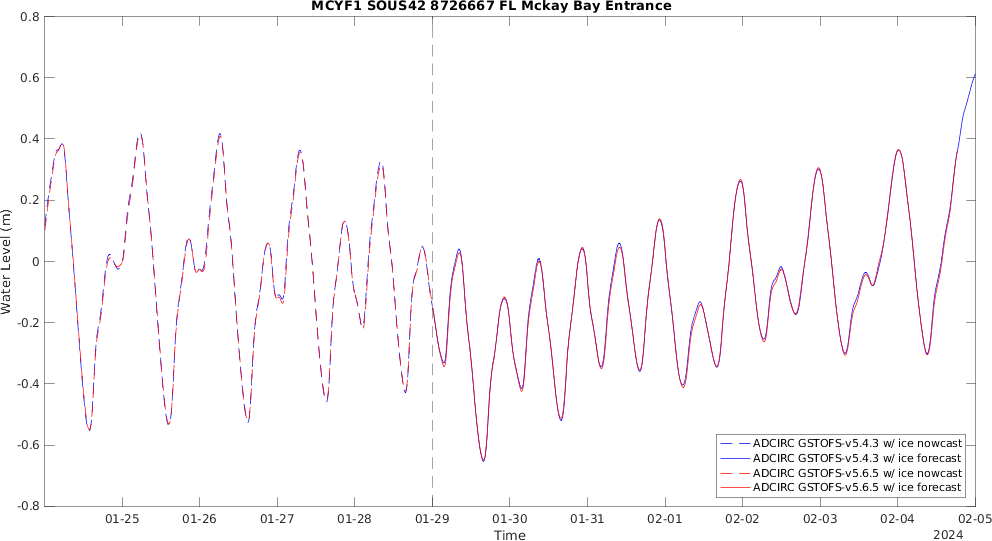 MCYF1 SOUS42 8726667 FL Mckay Bay Entrance
0.8
0.6
0.4
0.2
0
-0.2
-0.4
-0.6
-0.8
Water Level (m)
ADCIRC GSTOFS-v5.4.3 w/ ice nowcast
ADCIRC GSTOFS-v5.4.3 w/ ice forecast
ADCIRC GSTOFS-v5.6.5 w/ ice nowcast
ADCIRC GSTOFS-v5.6.5 w/ ice forecast
01-25 01-26 01-27 01-28 01-29 01-30 01-31 02-01 02-02 02-03 02-04 02-05
Time
2024